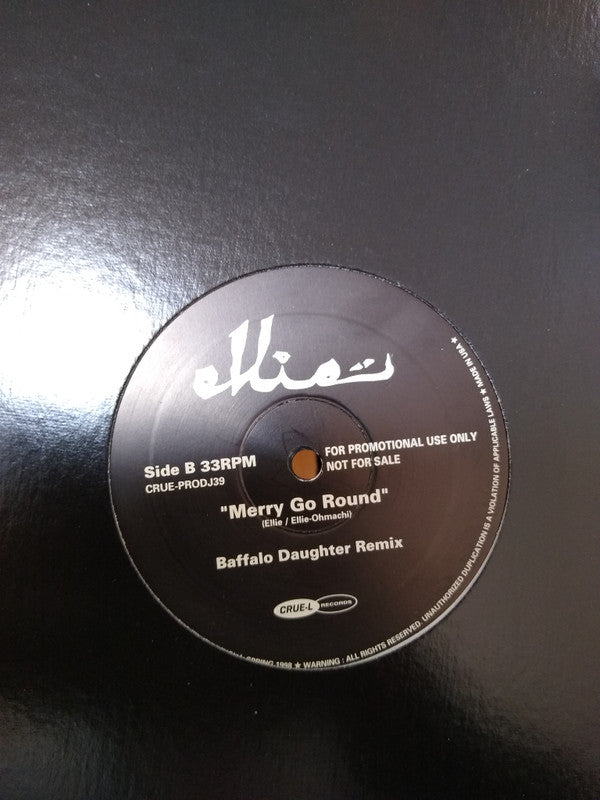 ellie
Side B 33RPM
CRUE-PRODJ39
FOR PROMOTIONAL USE ONLY
NOT FOR SALE
"Merry Go Round"
(Ellie / Ellie-Ohmachi)
Baffalo Daughter Remix
CRUE-L RECORDS
SPRING 1998 ★ WARNING : ALL RIGHTS RESERVED. UNAUTHORIZED DUPLICATION IS A VIOLATION OF APPLICABLE LAWS ★ MADE IN USA ★